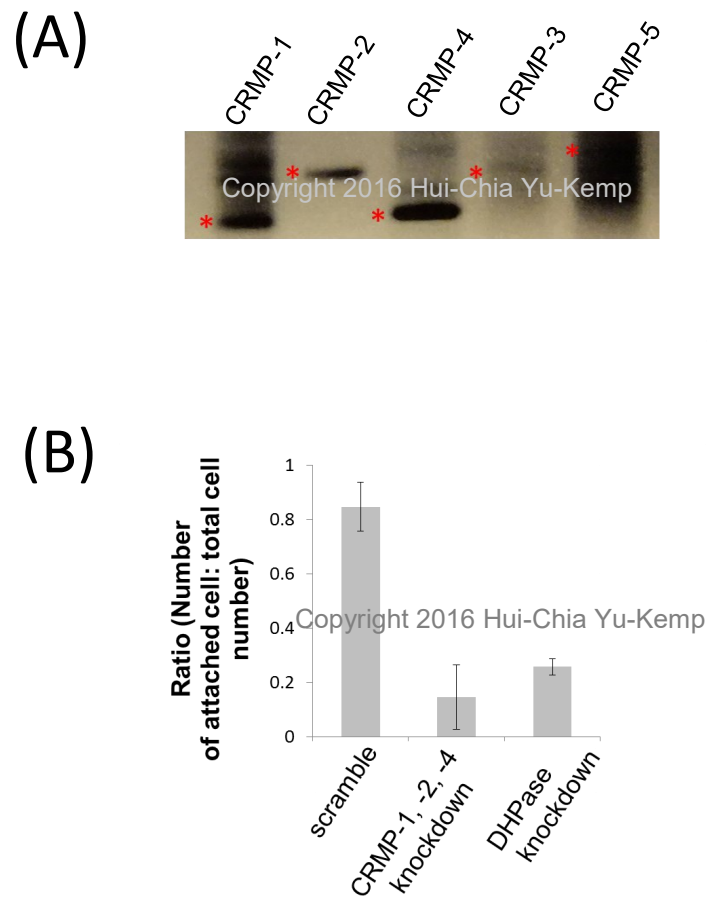 (A)
CRMP-1
CRMP-2
CRMP-4
CRMP-3
CRMP-5
*
*
*
*
*
Copyright 2016 Hui-Chia Yu-Kemp
(B)
Ratio (Number
of attached cell: total cell
number)
1
0.8
0.6
0.4
0.2
0
Copyright 2016 Hui-Chia Yu-Kemp
scramble
CRMP-1, -2, -4
knockdown
DHPase
knockdown